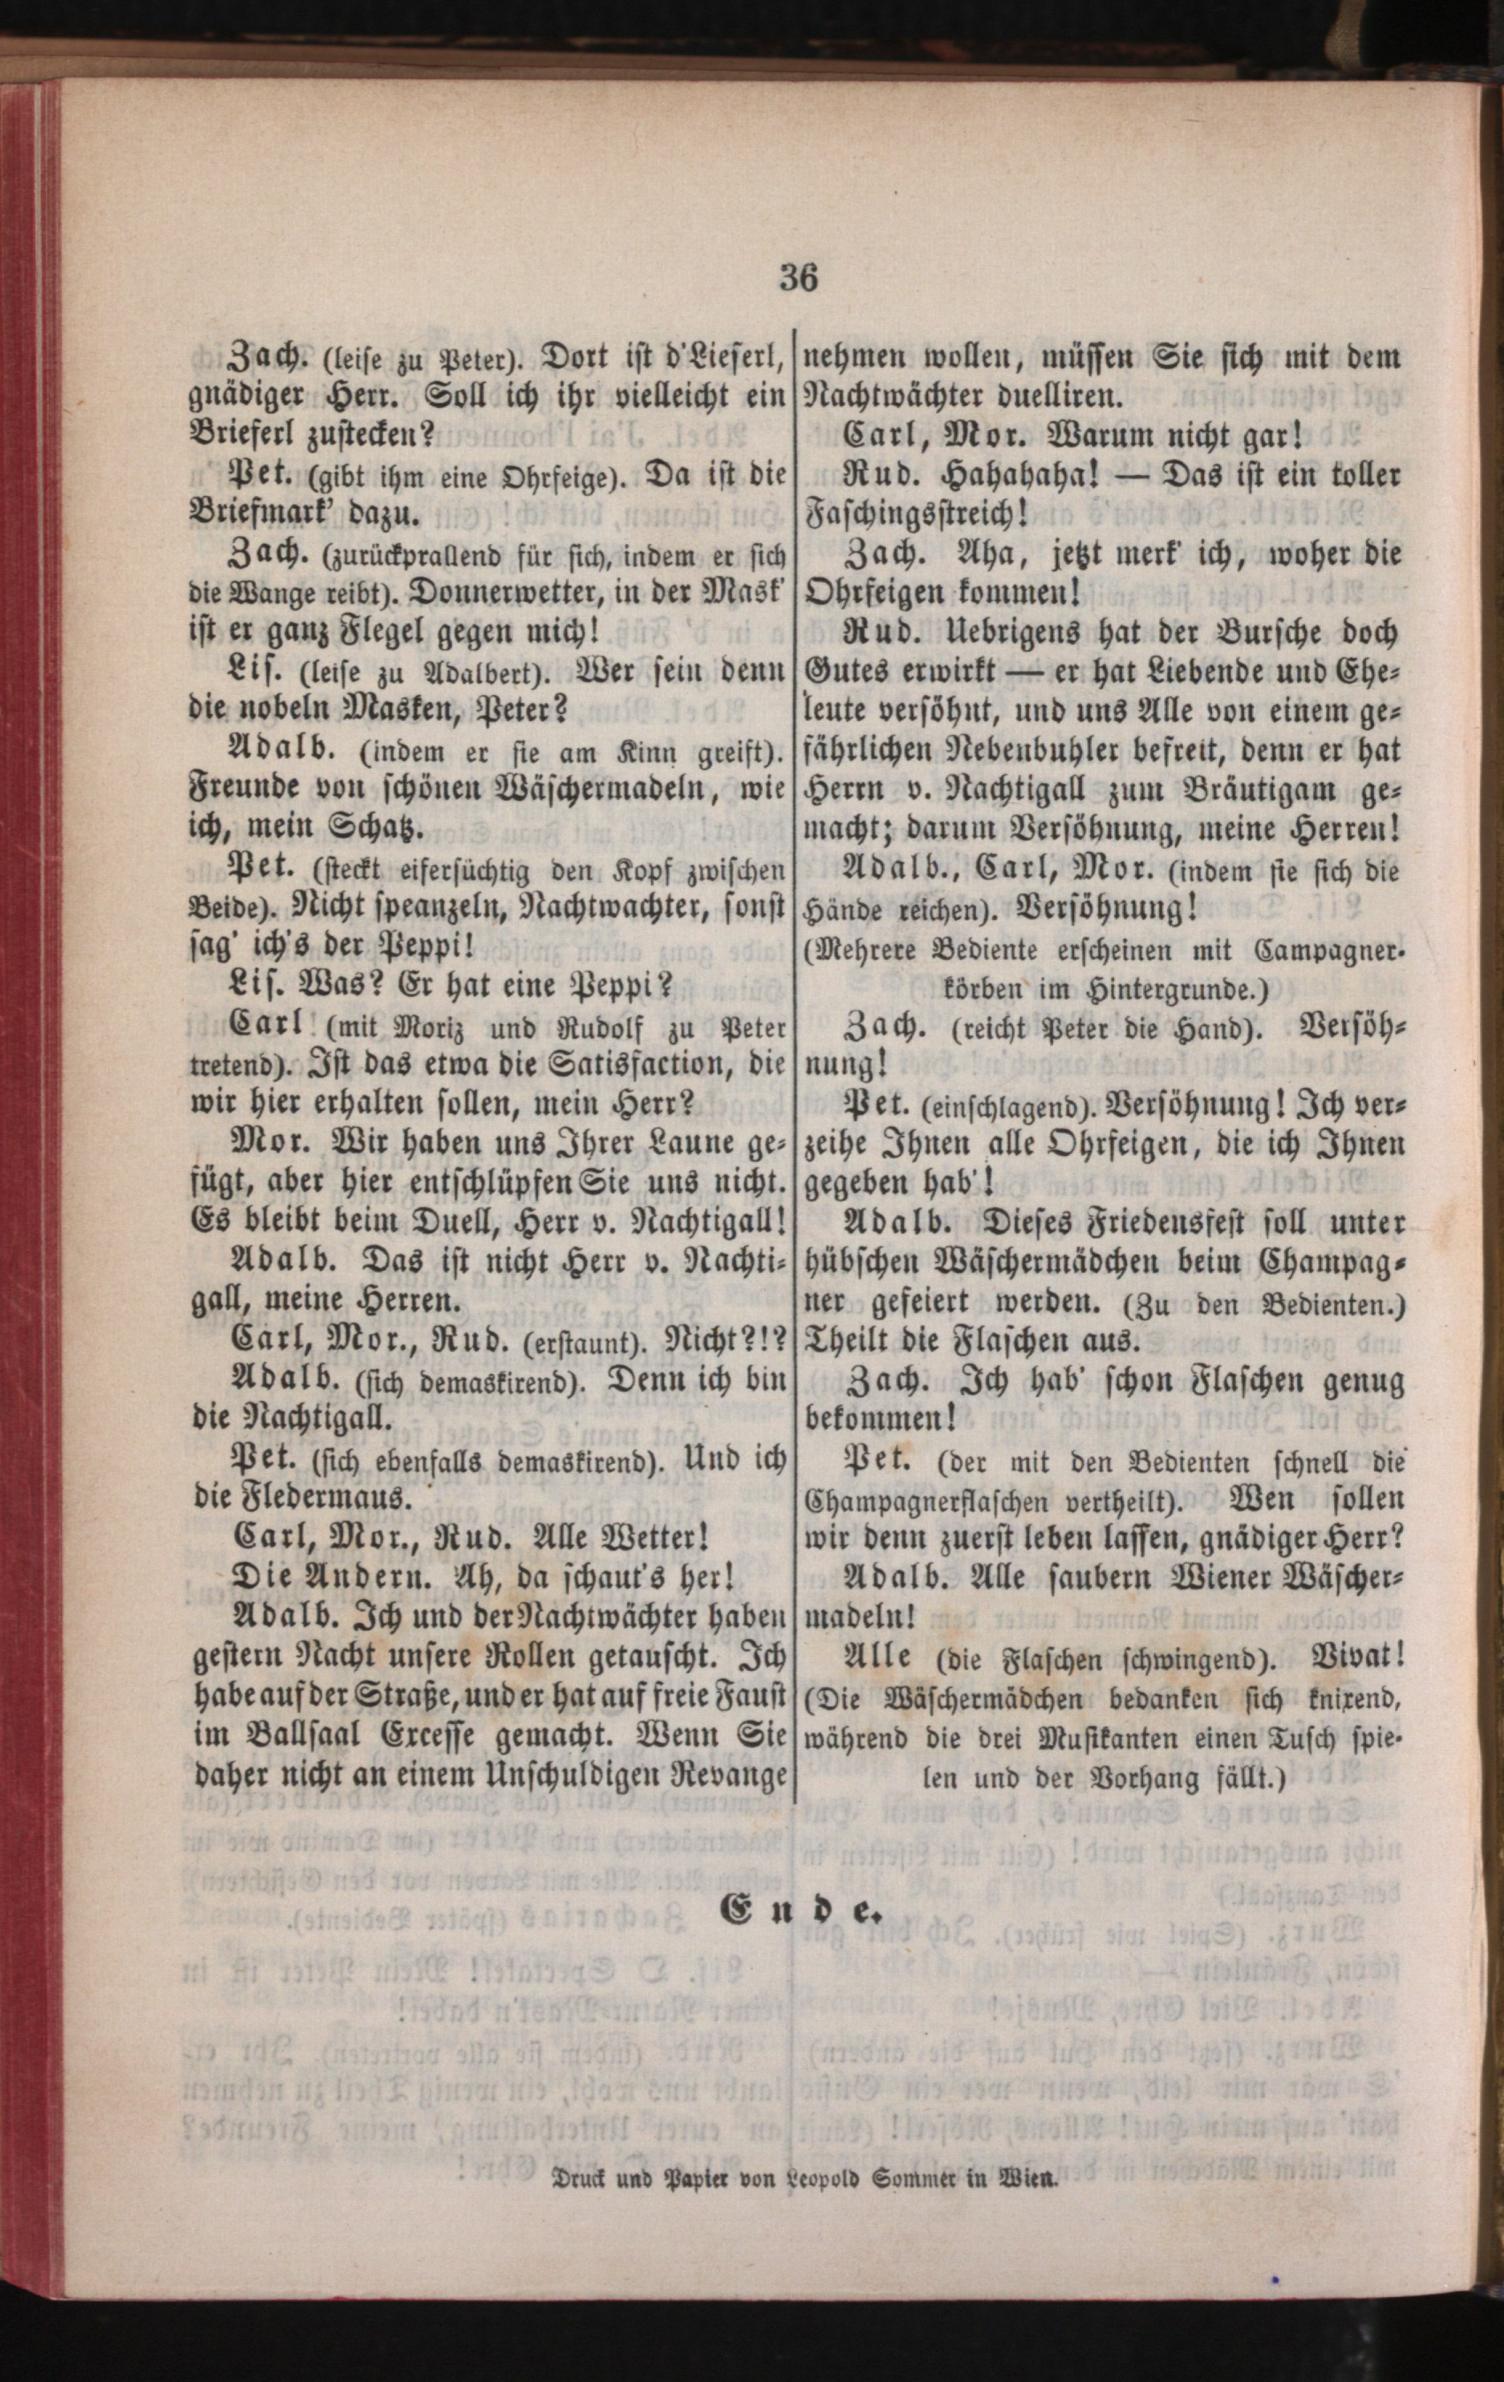 36
Zach. (leise zu Peter). Dort ist d'Lieserl,
gnädiger Herr. Soll ich ihr vielleicht ein
Brieferl zustecken?
Pet. (gibt ihm eine Ohrfeige). Da ist die
Briefmark' dazu.
Zach. (zurückprallend für sich, indem er sich
die Wange reibt). Donnerwetter, in der Mask'
ist er ganz Flegel gegen mich!
Lis. (leise zu Adalbert). Wer sein denn
die nobeln Masken, Peter?
Adalb. (indem er sie am Kinn greift).
Freunde von schönen Wäschermadeln, wie
ich, mein Schatz.
Pet. (steckt eifersüchtig den Kopf zwischen
Beide). Nicht speanzeln, Nachtwachter, sonst
sag' ich's der Peppi!
Lis. Was? Er hat eine Peppi?
Carl (mit Moriz und Rudolf zu Peter
tretend). Ist das etwa die Satisfaction, die
wir hier erhalten sollen, mein Herr?
Mor. Wir haben uns Ihrer Laune ge-
fügt, aber hier entschlüpfen Sie uns nicht.
Es bleibt beim Duell, Herr v. Nachtigall!
Adalb. Das ist nicht Herr v. Nachti-
gall, meine Herren.
Carl, Mor., Rud. (erstaunt). Nicht?!?
Adalb. (sich demaskirend). Denn ich bin
die Nachtigall.
Pet. (sich ebenfalls demaskirend). Und ich
die Fledermaus.
Carl, Mor., Rud. Alle Wetter!
Die Andern. Ah, da schaut's her!
Adalb. Ich und der Nachtwächter haben
gestern Nacht unsere Rollen getauscht. Ich
habe auf der Straße, und er hat auf freie Faust
im Ballsaal Excesse gemacht. Wenn Sie
daher nicht an einem Unschuldigen Revange
nehmen wollen, müssen Sie sich mit dem
Nachtwächter duelliren.
Carl, Mor. Warum nicht gar!
Rud. Hahahaha! — Das ist ein toller
Faschingsstreich!
Zach. Aha, jetzt merk' ich, woher die
Ohrfeigen kommen!
Rud. Uebrigens hat der Bursche doch
Gutes erwirkt — er hat Liebende und Ehe-
leute versöhnt, und uns Alle von einem ge-
fährlichen Nebenbuhler befreit, denn er hat
Herrn v. Nachtigall zum Bräutigam ge-
macht; darum Versöhnung, meine Herren!
Adalb., Carl, Mor. (indem sie sich die
Hände reichen). Versöhnung!
(Mehrere Bediente erscheinen mit Campagner-
körben im Hintergrunde.)
Zach. (reicht Peter die Hand). Versöh-
nung!
Pet. (einschlagend). Versöhnung! Ich ver-
zeihe Ihnen alle Ohrfeigen, die ich Ihnen
gegeben hab'!
Adalb. Dieses Friedensfest soll unter
hübschen Wäschermädchen beim Champag-
ner gefeiert werden. (Zu den Bedienten.)
Theilt die Flaschen aus.
Zach. Ich hab' schon Flaschen genug
bekommen!
Pet. (der mit den Bedienten schnell die
Champagnerflaschen vertheilt). Wen sollen
wir denn zuerst leben lassen, gnädiger Herr?
Adalb. Alle saubern Wiener Wäscher-
madeln!
Alle (die Flaschen schwingend). Vivat!
(Die Wäschermädchen bedanken sich knixend,
während die drei Musikanten einen Tusch spie-
len und der Vorhang fällt.)
Ende.
Druck und Papier von Leopold Sommer in Wien.